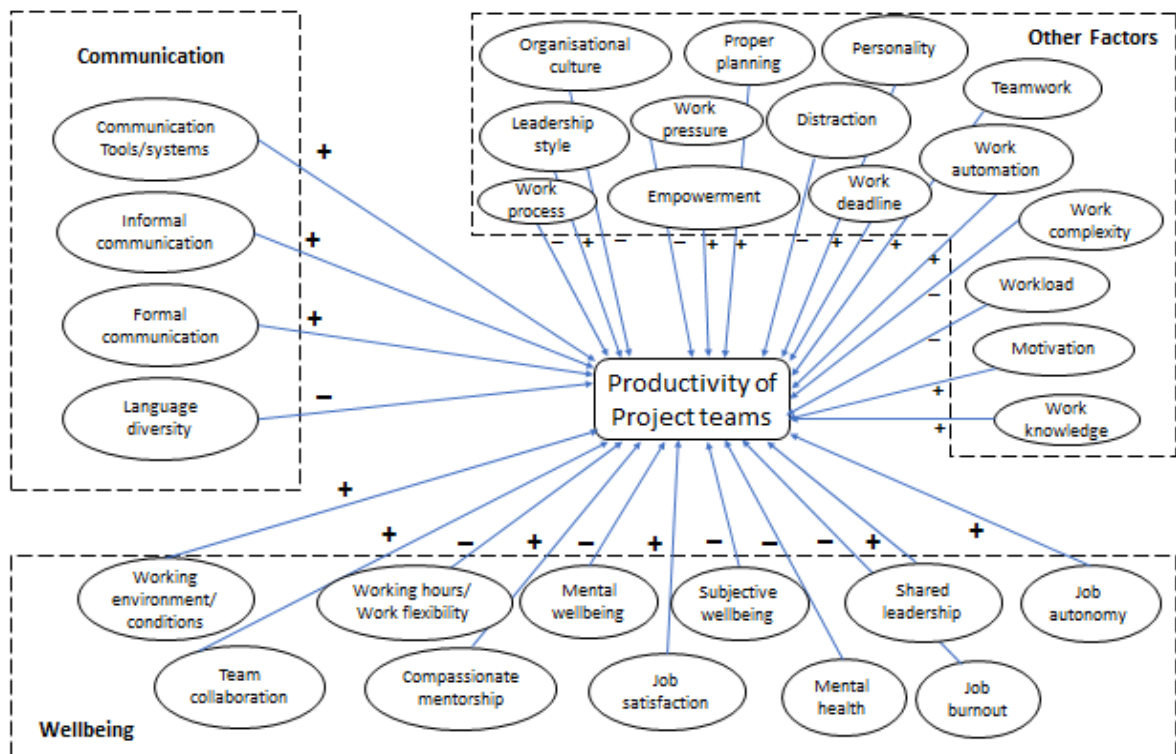 Communication
Communication
Tools/systems
+
Informal
communication
+
Formal
communication
+
Language
diversity
–
Other Factors
Organisational
culture
Proper
planning
Personality
Teamwork
Leadership
style
Work
pressure
Distraction
Work
automation
Work
process
Empowerment
Work
deadline
Work
complexity
– + – – + + – + – +
+
Workload
–
–
Motivation
+
Work
knowledge
+
Productivity of
Project teams
+
+ – + – + – – – + +
Working
environment/
conditions
Working hours/
Work flexibility
Mental
wellbeing
Subjective
wellbeing
Shared
leadership
Job
autonomy
Team
collaboration
Compassionate
mentorship
Job
satisfaction
Mental
health
Job
burnout
Wellbeing